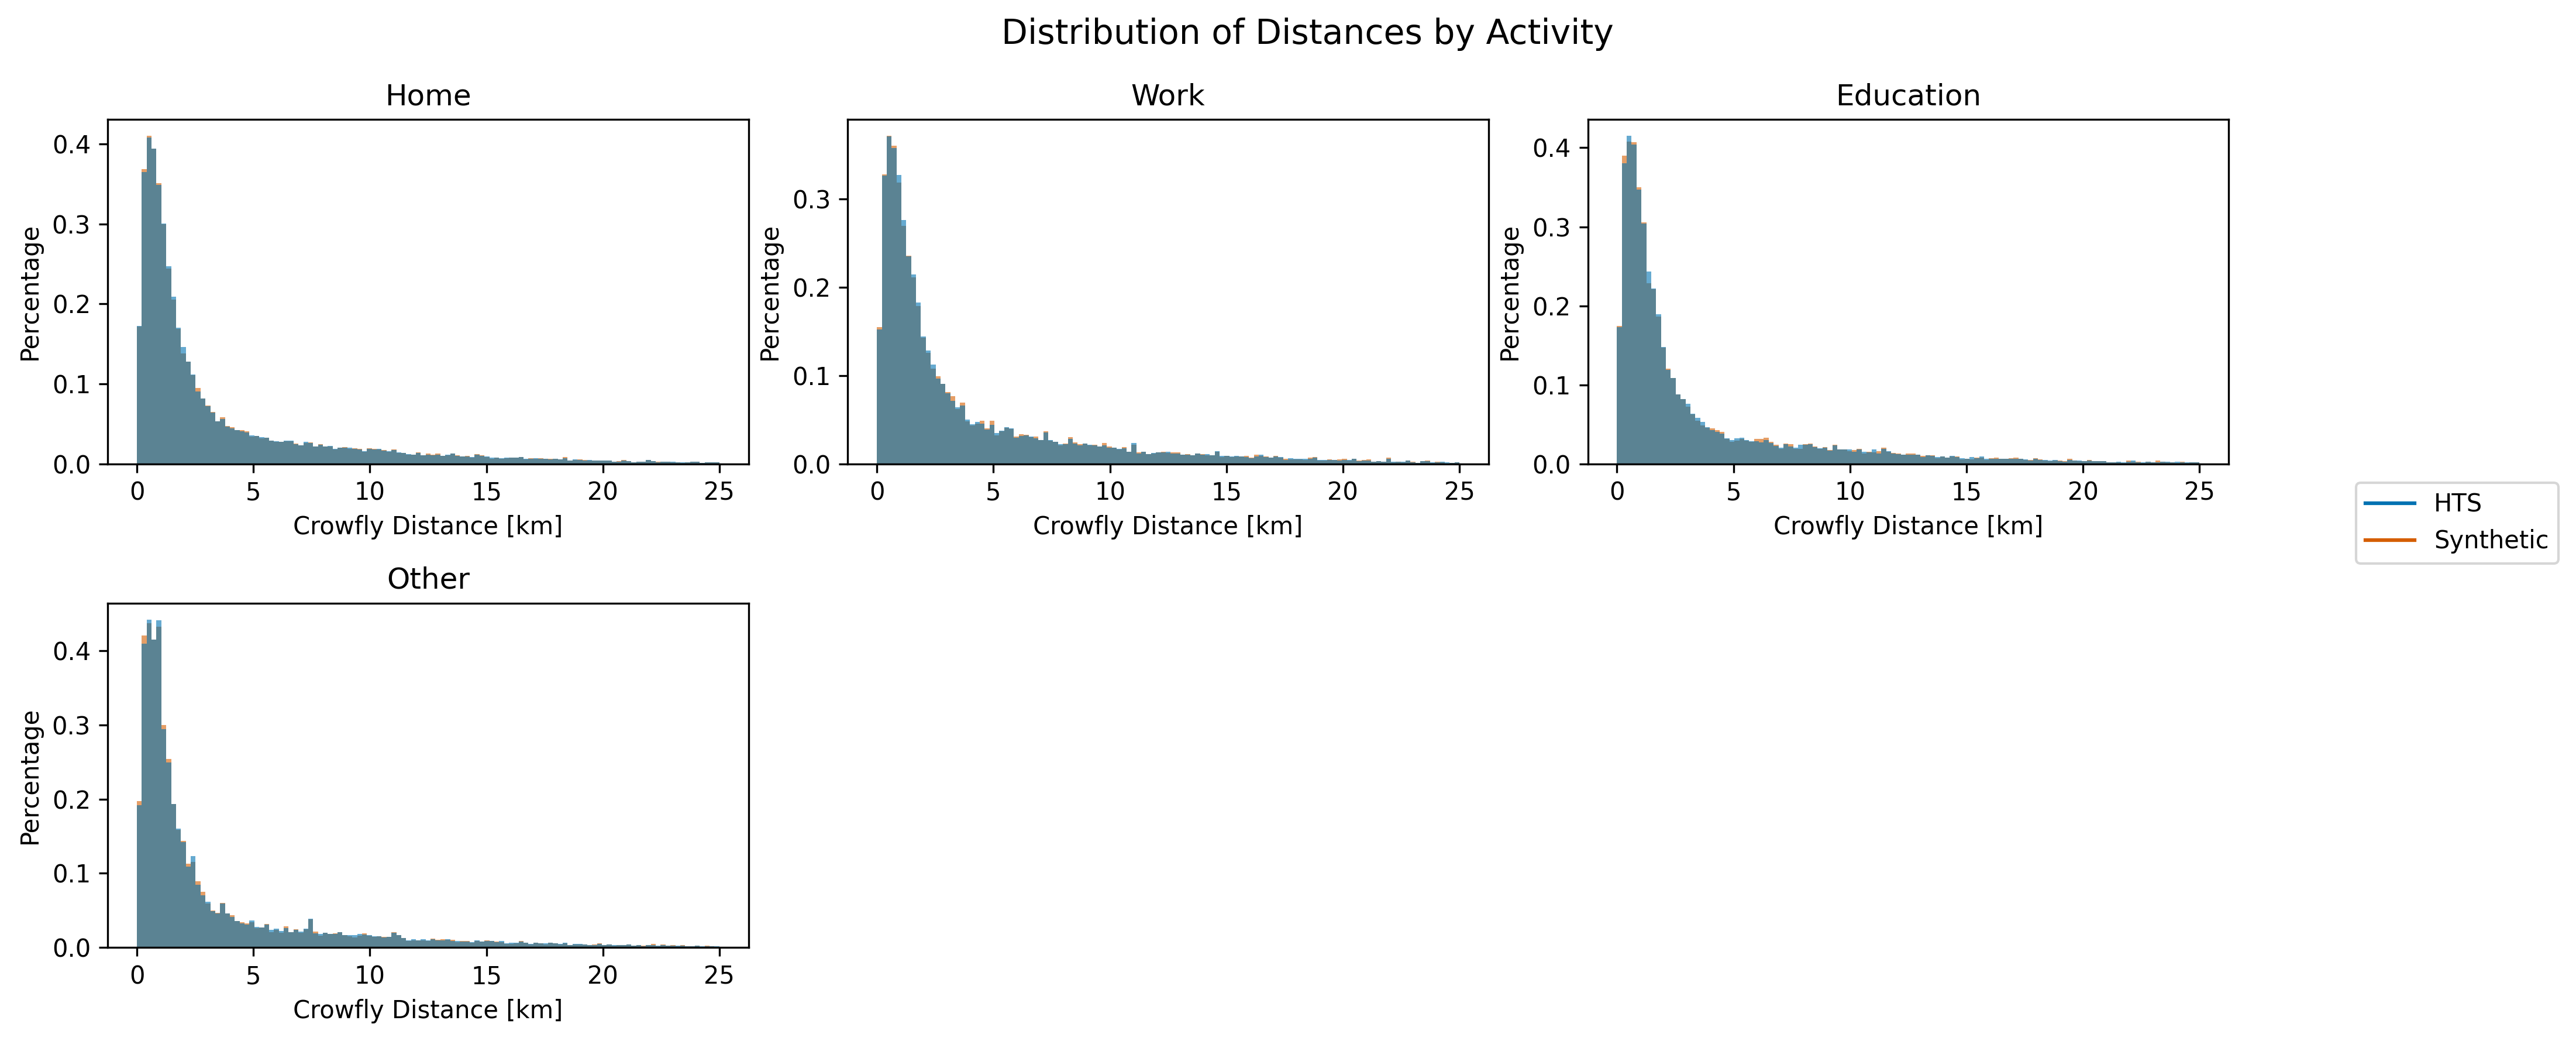 Distribution of Distances by Activity
Home
Percentage
0.4
0.3
0.2
0.1
0.0
0 5 10 15 20 25
Crowfly Distance [km]
Work
Percentage
0.3
0.2
0.1
0.0
0 5 10 15 20 25
Crowfly Distance [km]
Education
Percentage
0.4
0.3
0.2
0.1
0.0
0 5 10 15 20 25
Crowfly Distance [km]
HTS
Synthetic
Other
Percentage
0.4
0.3
0.2
0.1
0.0
0 5 10 15 20 25
Crowfly Distance [km]